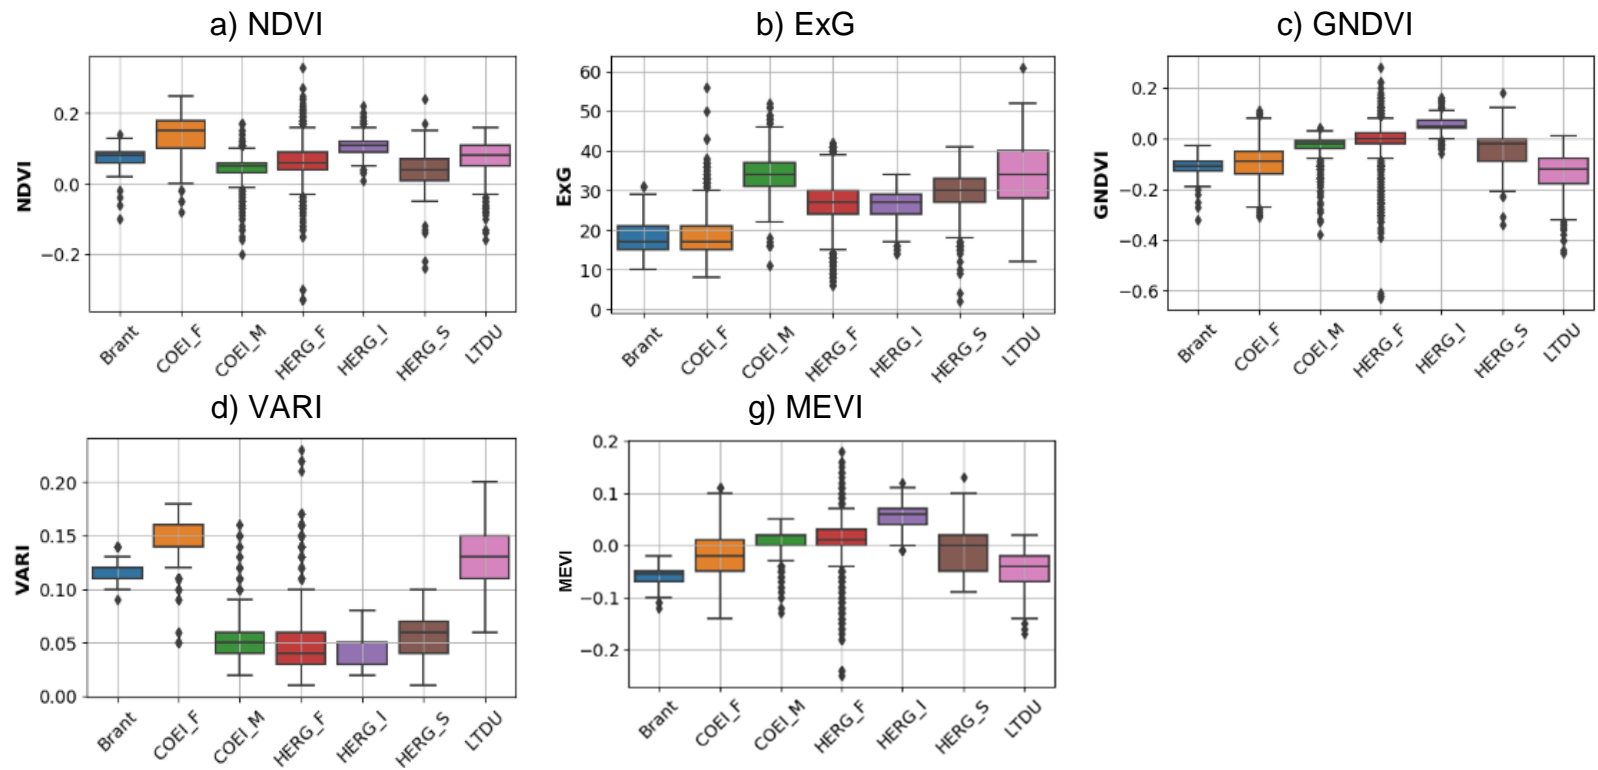 a) NDVI
b) ExG
c) GNDVI
NDVI
0.2
0.0
−0.2
Brant
COEI_F
COEI_M
HERG_F
HERG_I
HERG_S
LTDU
ExG
60
50
40
30
20
10
0
Brant
COEI_F
COEI_M
HERG_F
HERG_I
HERG_S
LTDU
GNDVI
0.2
0.0
−0.2
−0.4
−0.6
Brant
COEI_F
COEI_M
HERG_F
HERG_I
HERG_S
LTDU
d) VARI
g) MEVI
VARI
0.20
0.15
0.10
0.05
0.00
Brant
COEI_F
COEI_M
HERG_F
HERG_I
HERG_S
LTDU
MEVI
0.2
0.1
0.0
−0.1
−0.2
Brant
COEI_F
COEI_M
HERG_F
HERG_I
HERG_S
LTDU